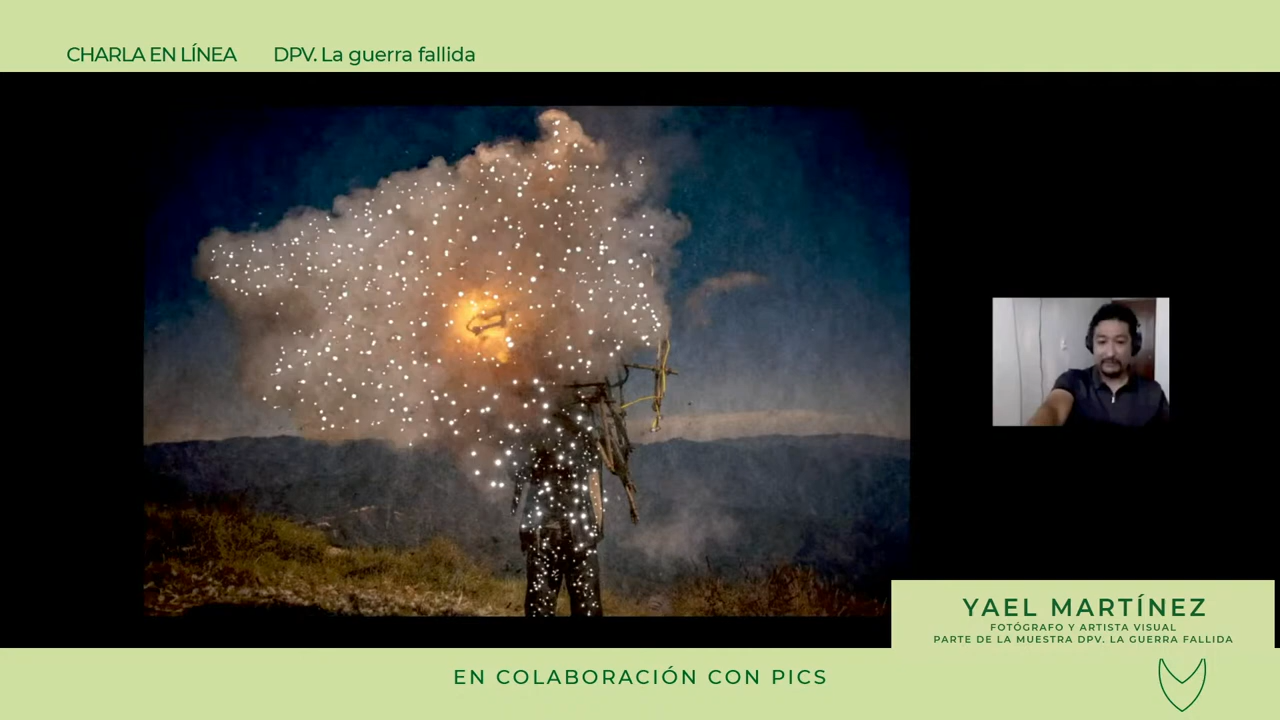 CHARLA EN LÍNEA DPV. La guerra fallida
YAEL MARTÍNEZ
FOTÓGRAFO Y ARTISTA VISUAL
PARTE DE LA MUESTRA DPV. LA GUERRA FALLIDA
EN COLABORACIÓN CON PICS